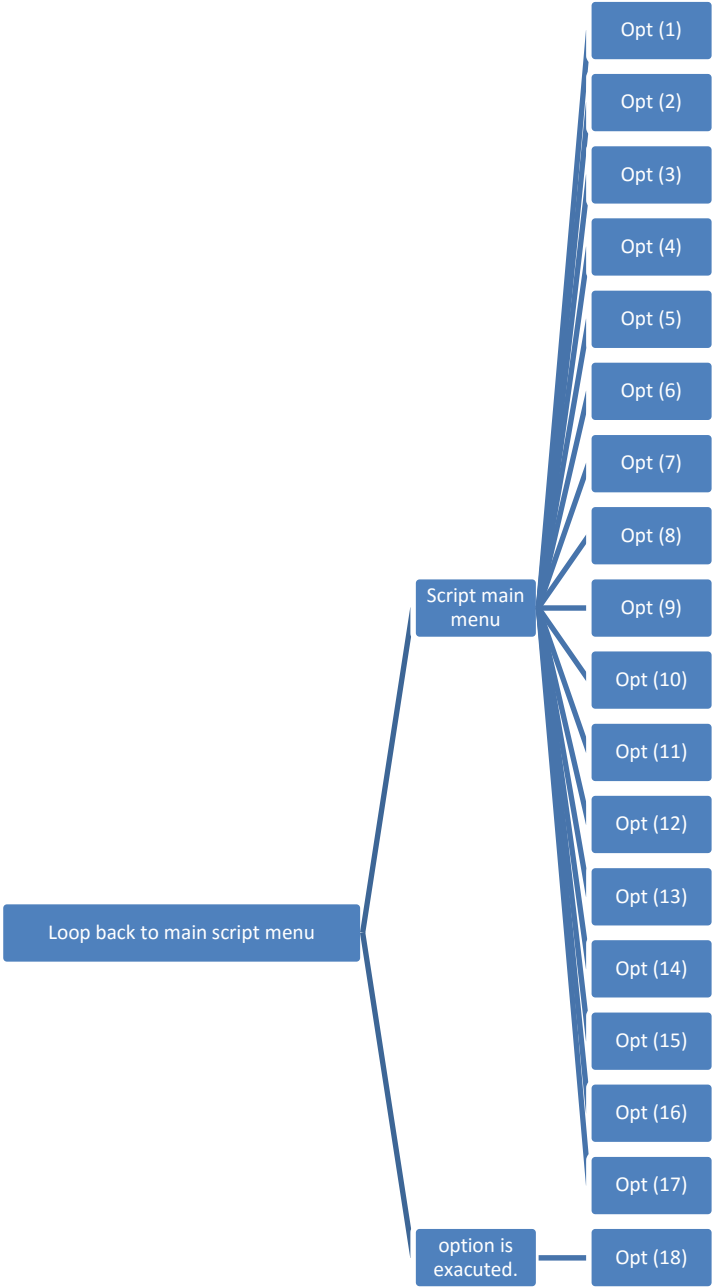 Opt (1)
Opt (2)
Opt (3)
Opt (4)
Opt (5)
Opt (6)
Opt (7)
Opt (8)
Script main
menu
Opt (9)
Opt (10)
Opt (11)
Opt (12)
Opt (13)
Loop back to main script menu
Opt (14)
Opt (15)
Opt (16)
Opt (17)
option is
exacuted.
Opt (18)